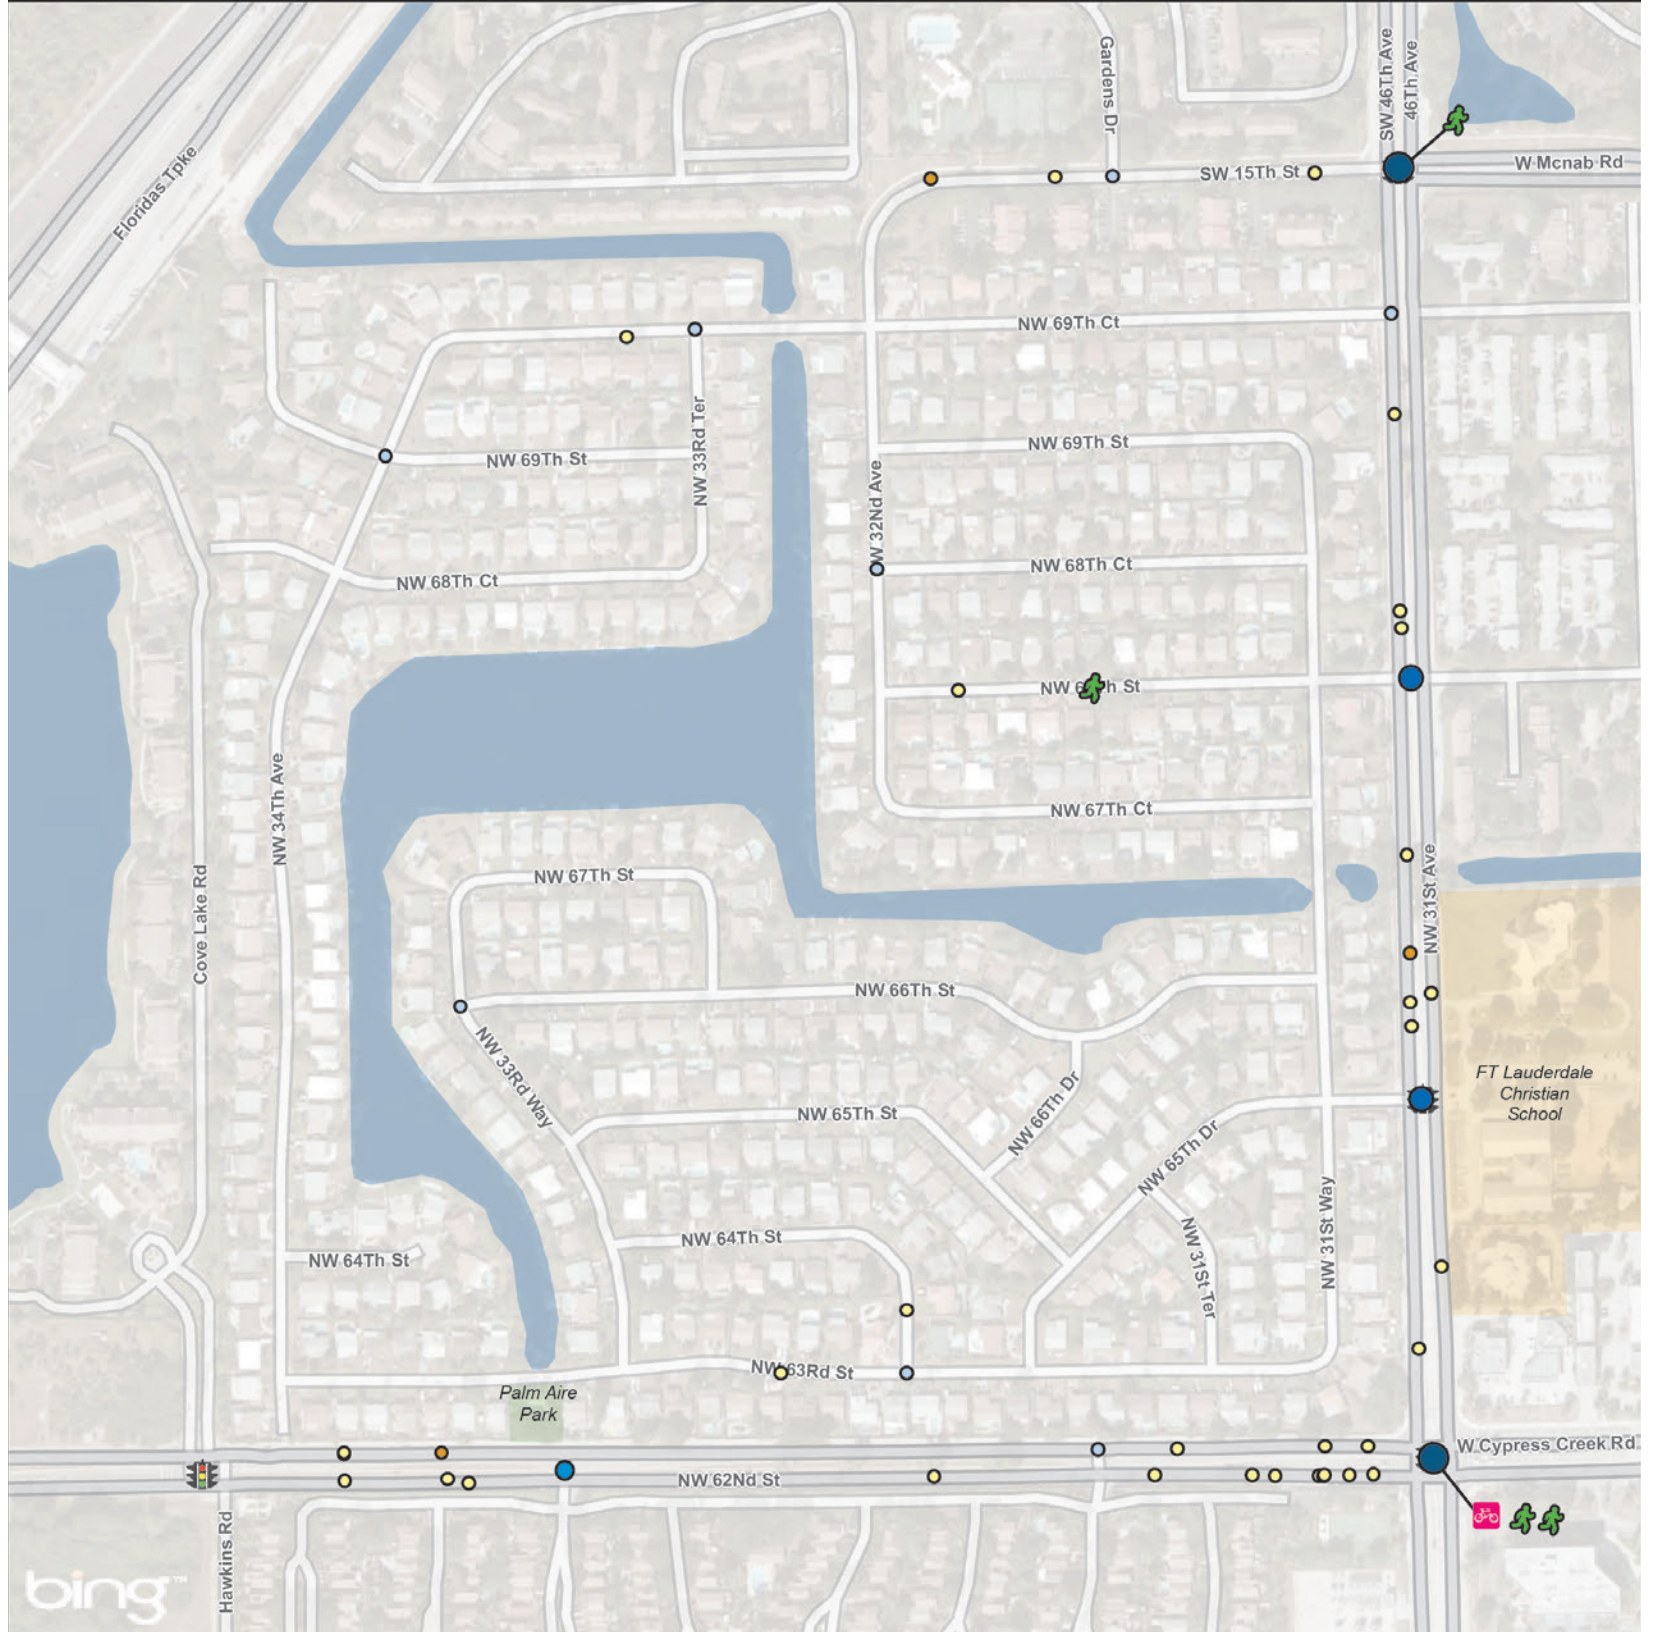 Gardens Dr
SW 46Th Ave
46Th Ave
Floridas Tpke
SW 15Th St
W Mcnab Rd
NW 69Th Ct
NW 33Rd Ter
NW 69Th St
NW 69Th St
W 32Nd Ave
NW 68Th Ct
NW 68Th Ct
NW 6 h St
NW 34Th Ave
NW 67Th Ct
Cove Lake Rd
NW 67Th St
NW 31St Ave
NW 66Th St
NW 33Rd Way
FT Lauderdale
Christian
School
NW 65Th St
NW 66Th Dr
NW 65Th Dr
NW 31St Way
NW 64Th St
NW 64Th St
NW 31St Ter
NW 63Rd St
Palm Aire
Park
W Cypress Creek Rd
NW 62Nd St
Hawkins Rd
bing™